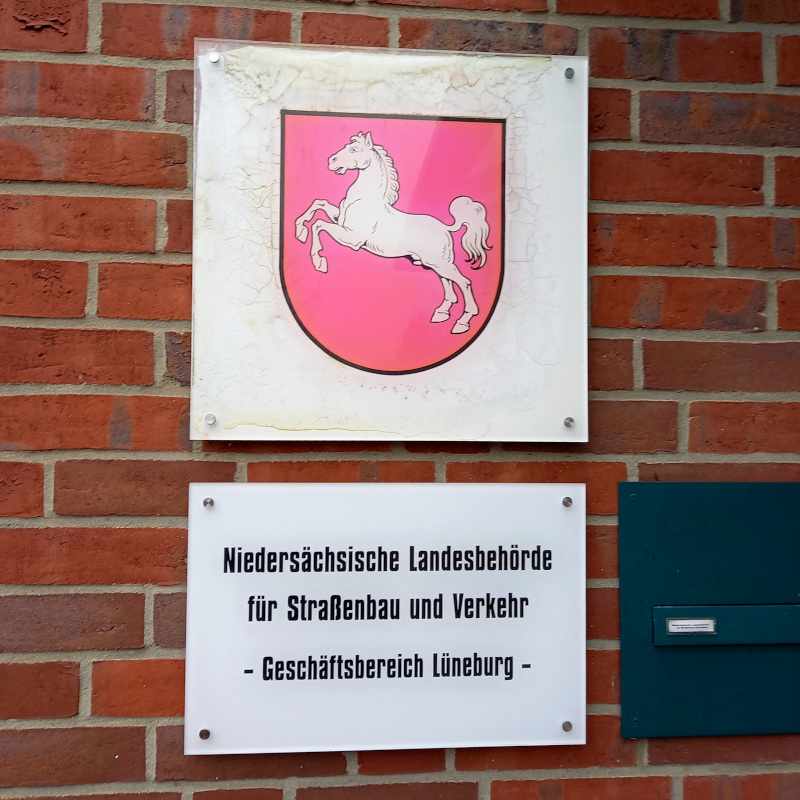 Niedersächsische Landesbehörde
für Straßenbau und Verkehr
– Geschäftsbereich Lüneburg –